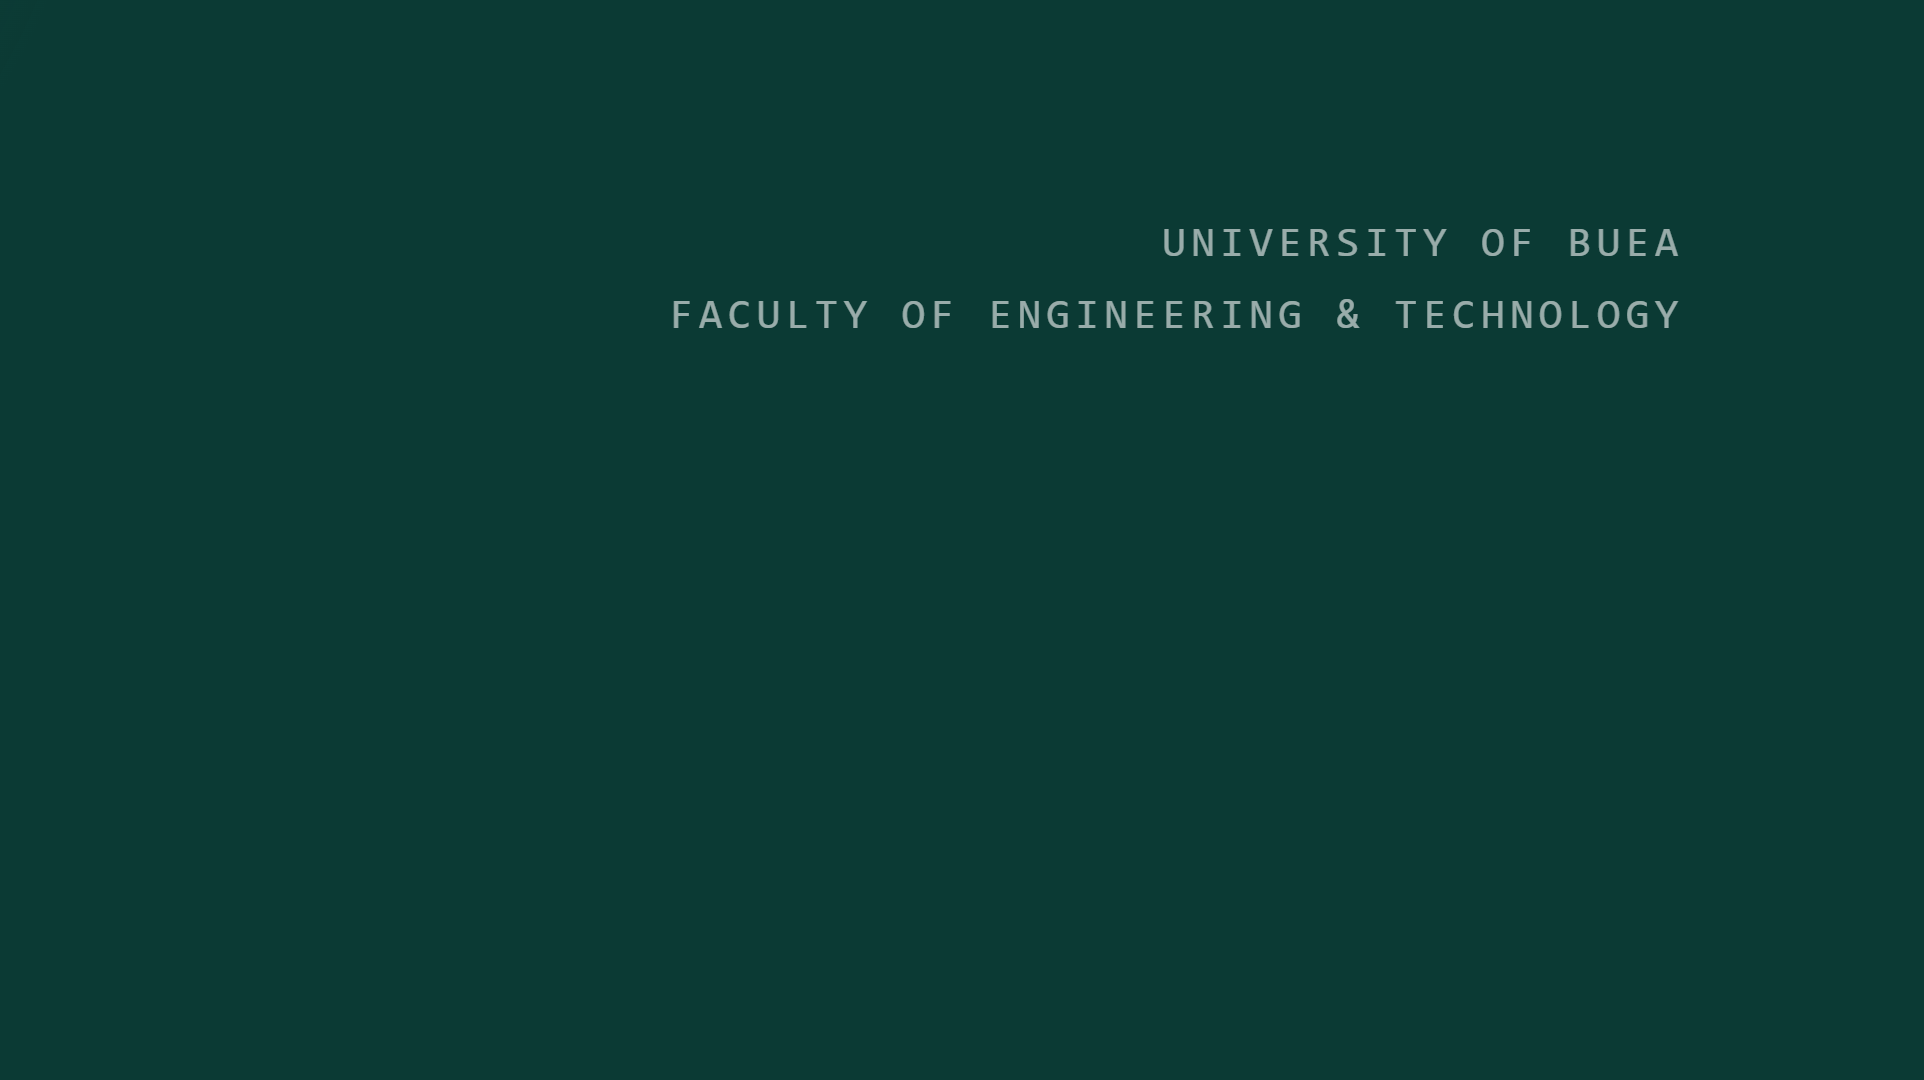 UNIVERSITY OF BUEA
FACULTY OF ENGINEERING & TECHNOLOGY